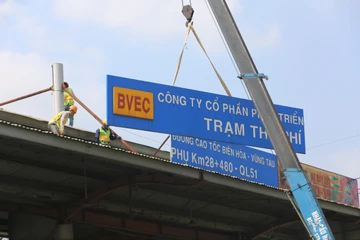 BVEC
CÔNG TY CỔ PHẦN TRIỂN
TRẠM TH PHÍ
ĐƯỜNG CAO TỐC BIÊN HÒA - VŨNG TÀU
PHU Km28+480 - QL51